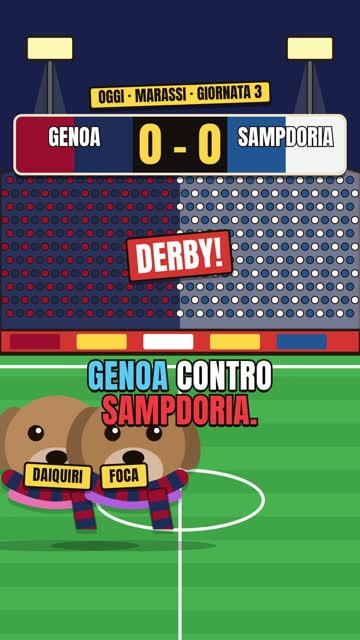 OGGI · MARASSI · GIORNATA 3
GENOA 0 - 0 SAMPDORIA
DERBY!
GENOA CONTRO
SAMPDORIA.
DAIQUIRI FOCA